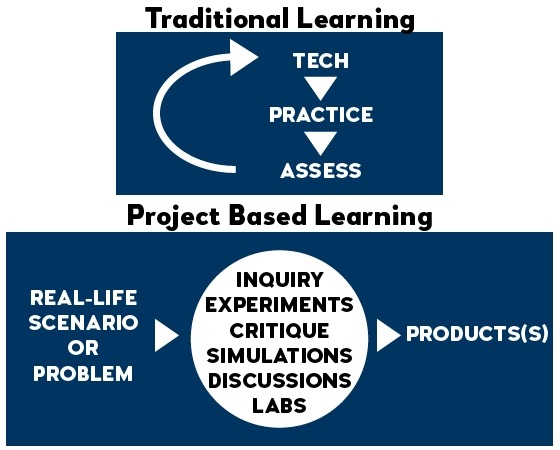 Traditional Learning
TECH
PRACTICE
ASSESS
Project Based Learning
REAL-LIFE
SCENARIO
OR
PROBLEM
INQUIRY
EXPERIMENTS
CRITIQUE
SIMULATIONS
DISCUSSIONS
LABS
PRODUCTS(S)